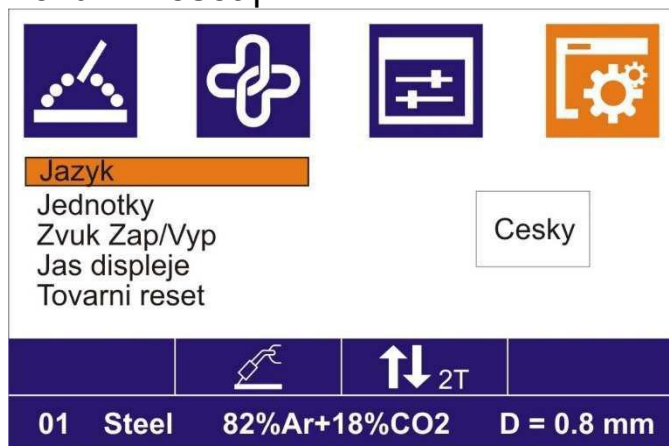 Jazyk
Jednotky
Zvuk Zap/Vyp
Jas displeje
Tovarni reset
Cesky
2T
01 Steel 82%Ar+18%CO2 D = 0.8 mm